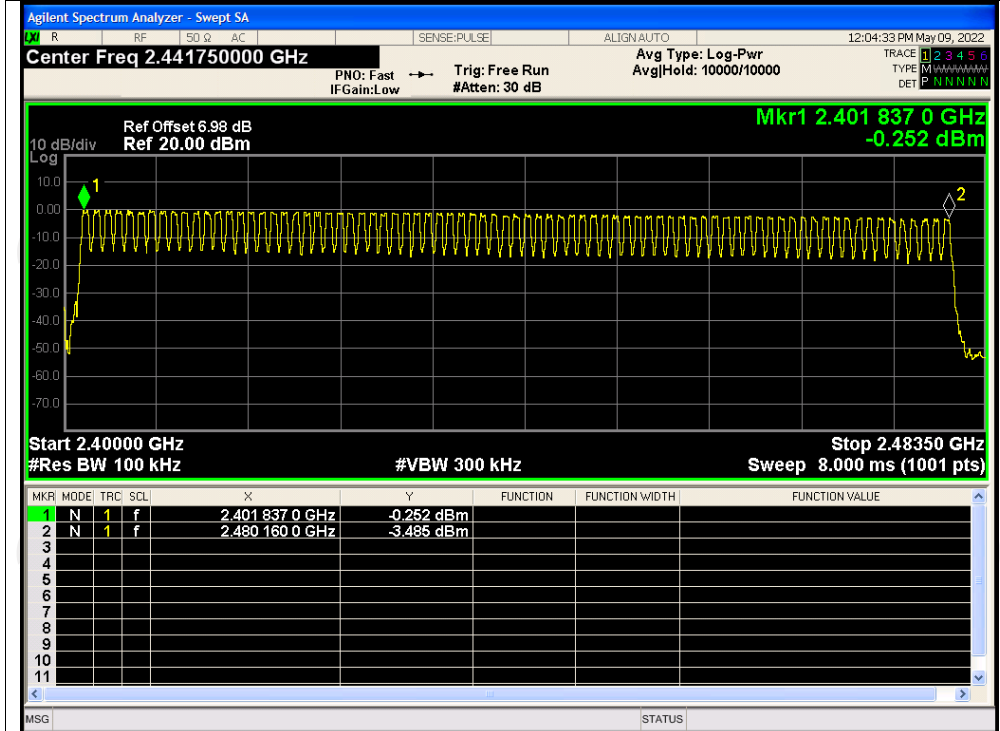 Agilent Spectrum Analyzer - Swept SA
LXI R RF 50 Ω AC SENSE:PULSE ALIGNAUTO 12:04:33 PM May 09, 2022
Center Freq 2.441750000 GHz
PNO: Fast
IFGain:Low
Trig: Free Run
#Atten: 30 dB
Avg Type: Log-Pwr
Avg|Hold: 10000/10000
TRACE 1 2 3 4 5 6
TYPE M WWWWW
DET P N N N N N
Mkr1 2.401 837 0 GHz
-0.252 dBm
Ref Offset 6.98 dB
10 dB/div Ref 20.00 dBm
Log
10.0
0.00
-10.0
-20.0
-30.0
-40.0
-50.0
-60.0
-70.0
1
2
Start 2.40000 GHz Stop 2.48350 GHz
#Res BW 100 kHz #VBW 300 kHz Sweep 8.000 ms (1001 pts)
MKR MODE TRC SCL X Y FUNCTION FUNCTION WIDTH FUNCTION VALUE
1 N 1 f 2.401 837 0 GHz -0.252 dBm
2 N 1 f 2.480 160 0 GHz -3.485 dBm
3
4
5
6
7
8
9
10
11
MSG STATUS